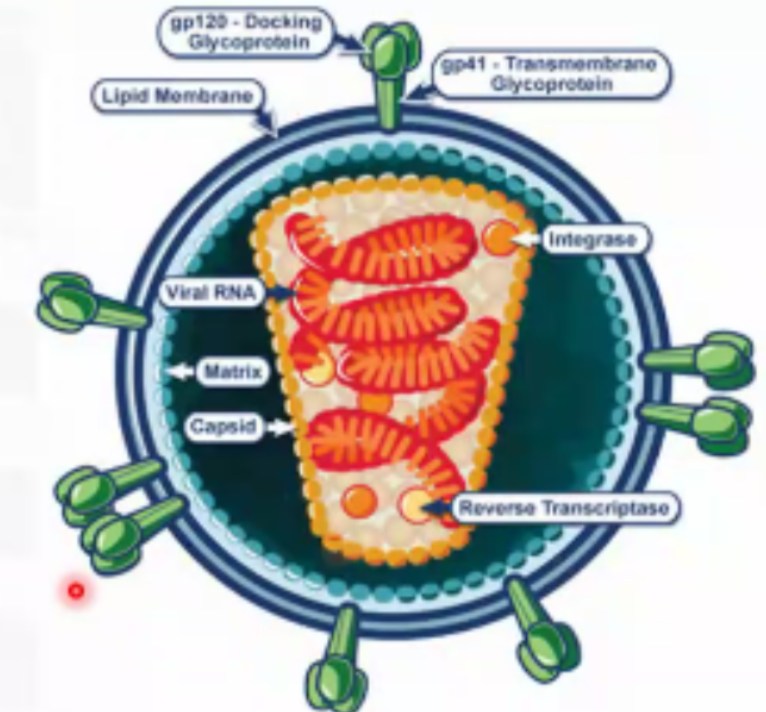 gp120 - Docking
Glycoprotein
gp41 - Transmembrane
Glycoprotein
Lipid Membrane
Integrase
Viral RNA
Matrix
Capsid
Reverse Transcriptase